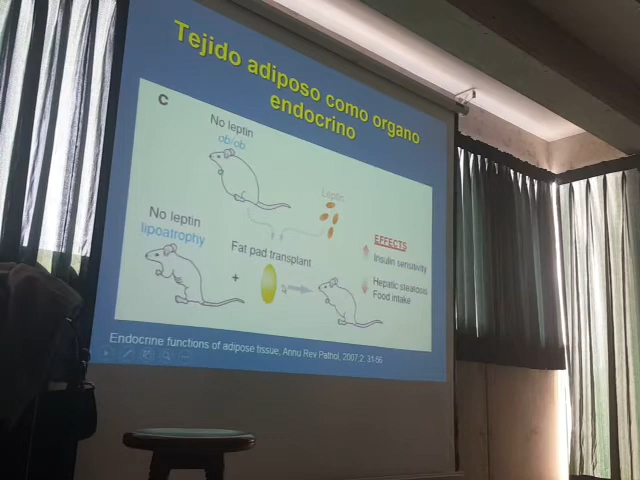 Tejido adiposo como organo
endocrino
C
No leptin
ob/ob
Leptin
No leptin
lipoatrophy
Fat pad transplant
+
EFFECTS
Insulin sensitivity
Hepatic steatosis
Food intake
Endocrine functions of adipose tissue, Annu Rev Pathol, 2007;2: 31-56